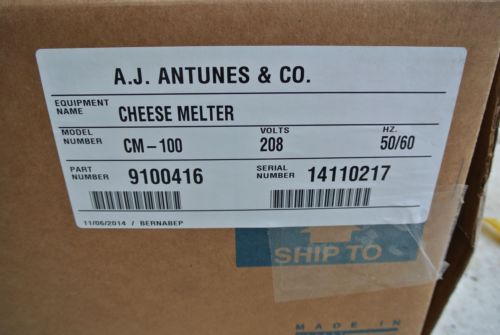 A.J. ANTUNES & CO.
EQUIPMENT NAME CHEESE MELTER
MODEL NUMBER CM-100 VOLTS 208 HZ. 50/60
PART NUMBER 9100416 SERIAL NUMBER 14110217
11/06/2014 / BERNABEP
SHIP TO
MADE IN